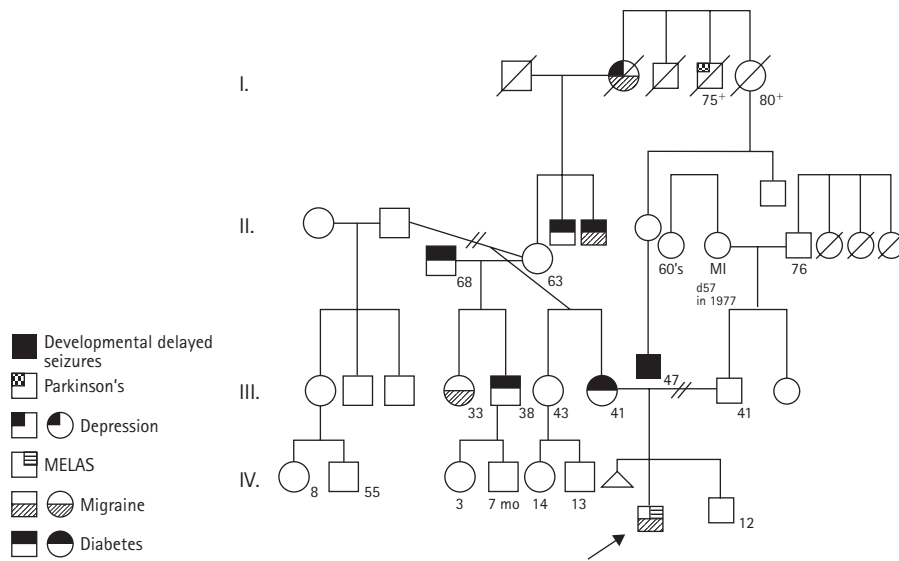 I.
75+
80+
II.
68
63
60's
MI
76
d57
in 1977
Developmental delayed
seizures
Parkinson's
Depression
MELAS
Migraine
Diabetes
III.
33
38
43
41
47
41
IV.
8
55
3
7 mo
14
13
12